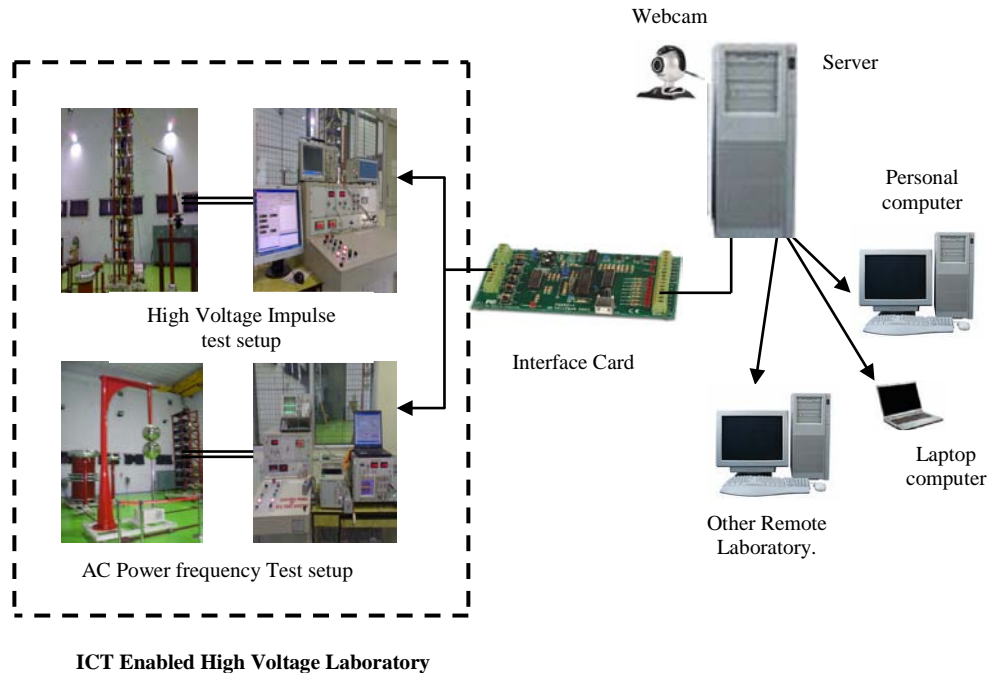 Webcam
Server
Personal
computer
High Voltage Impulse
test setup
Interface Card
Laptop
computer
Other Remote
Laboratory.
AC Power frequency Test setup
ICT Enabled High Voltage Laboratory